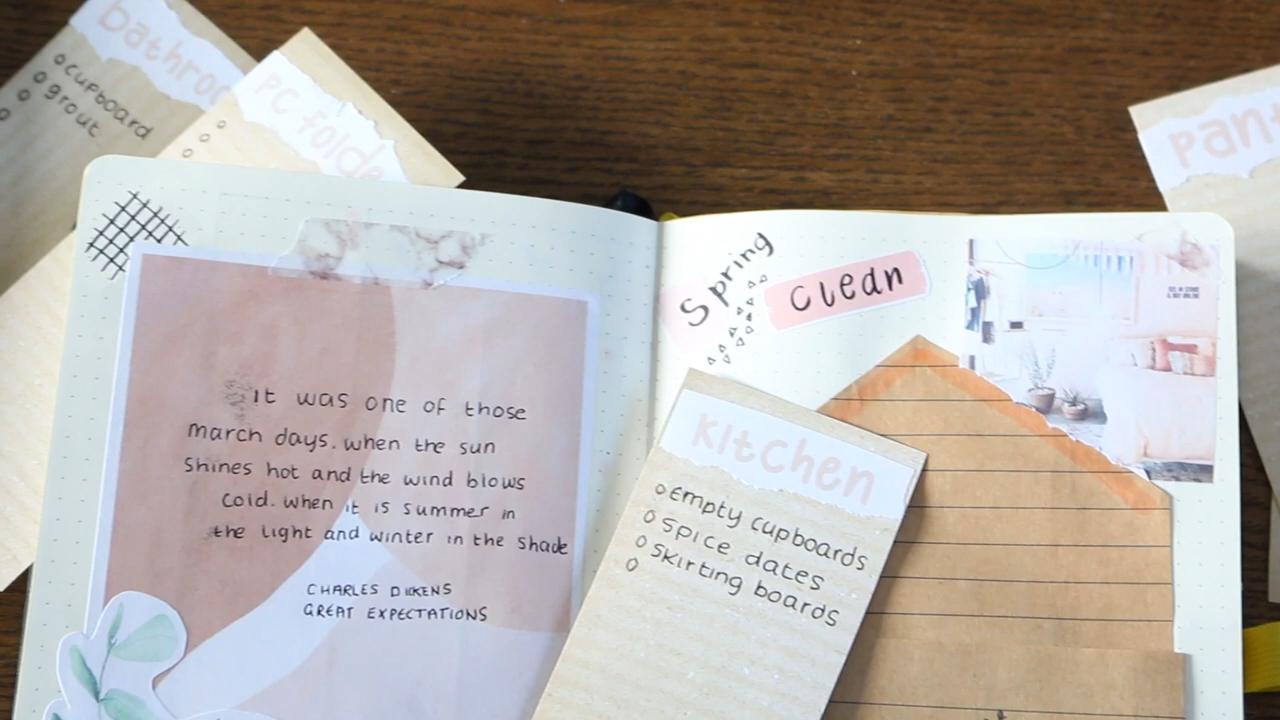 cupboard
grout
PC folde
It was one of those
march days. when the sun
shines hot and the wind blows
cold. when it is summer in
the light and winter in the shade
CHARLES DICKENS
GREAT EXPECTATIONS
Spring
clean
kitchen
Empty cupboards
Spice dates
Skirting boards
Pant